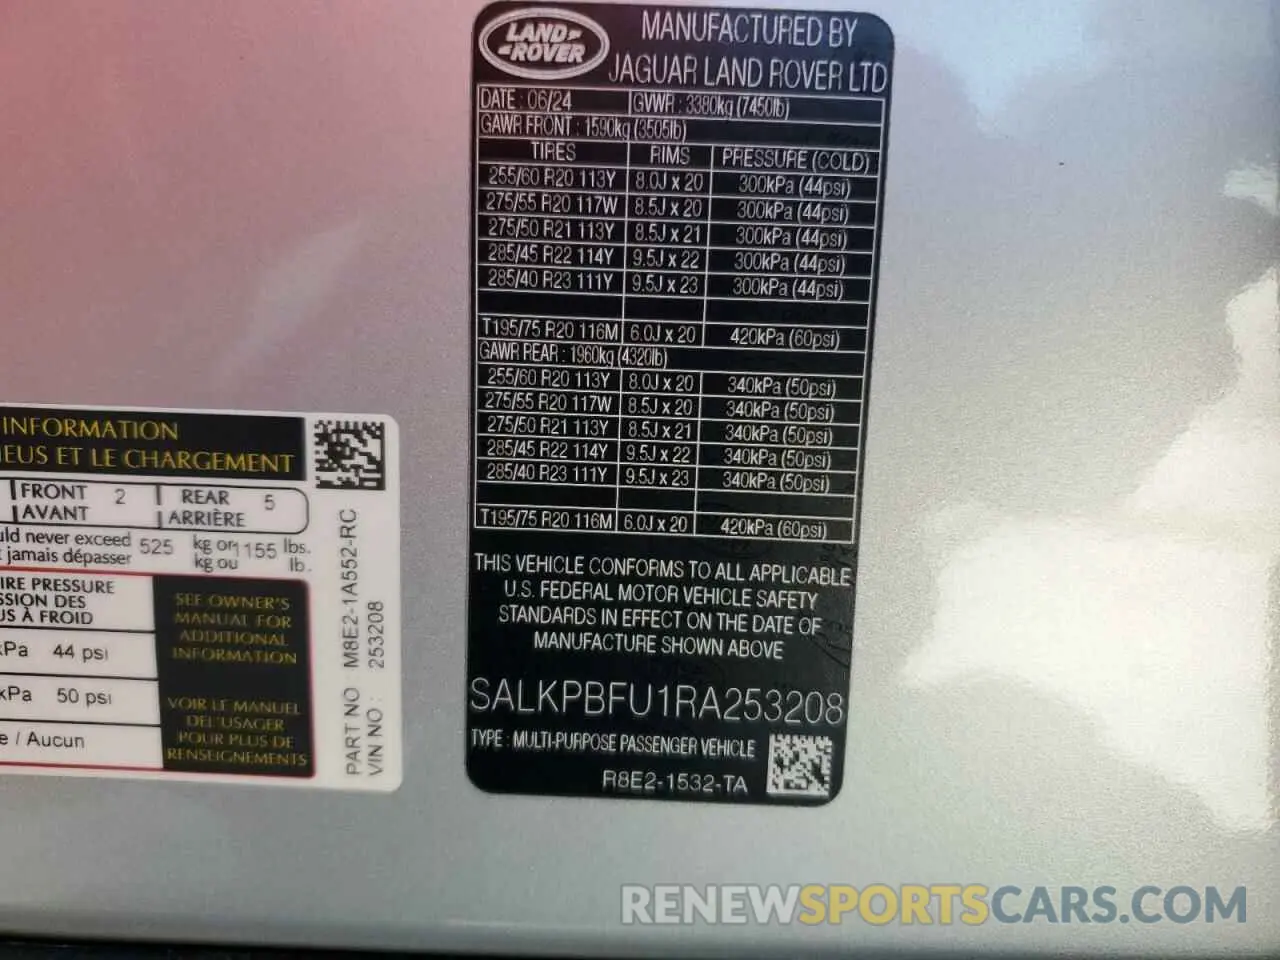 LAND ROVER
MANUFACTURED BY
JAGUAR LAND ROVER LTD
DATE : 06/24 GVWR : 3380kg (7450lb)
GAWR FRONT : 1590kg (3505lb)
TIRES RIMS PRESSURE (COLD)
255/60 R20 113Y 8.0J x 20 300kPa (44psi)
275/55 R20 117W 8.5J x 20 300kPa (44psi)
275/50 R21 113Y 8.5J x 21 300kPa (44psi)
285/45 R22 114Y 9.5J x 22 300kPa (44psi)
285/40 R23 111Y 9.5J x 23 300kPa (44psi)
T195/75 R20 116M 6.0J x 20 420kPa (60psi)
GAWR REAR : 1960kg (4320lb)
255/60 R20 113Y 8.0J x 20 340kPa (50psi)
275/55 R20 117W 8.5J x 20 340kPa (50psi)
275/50 R21 113Y 8.5J x 21 340kPa (50psi)
285/45 R22 114Y 9.5J x 22 340kPa (50psi)
285/40 R23 111Y 9.5J x 23 340kPa (50psi)
T195/75 R20 116M 6.0J x 20 420kPa (60psi)
THIS VEHICLE CONFORMS TO ALL APPLICABLE
U.S. FEDERAL MOTOR VEHICLE SAFETY
STANDARDS IN EFFECT ON THE DATE OF
MANUFACTURE SHOWN ABOVE
SALKPBFU1RA253208
TYPE : MULTI-PURPOSE PASSENGER VEHICLE
R8E2-1532-TA
INFORMATION
EUS ET LE CHARGEMENT
FRONT 2 REAR 5
AVANT ARRIÈRE
uld never exceed 525 kg or 1155 lbs.
t jamais dépasser kg ou lb.
IRE PRESSURE
SSION DES
US À FROID
kPa 44 psi
kPa 50 psi
e / Aucun
SEE OWNER'S
MANUAL FOR
ADDITIONAL
INFORMATION
VOIR LE MANUEL
DE L'USAGER
POUR PLUS DE
RENSEIGNEMENTS
PART NO M8E2-1A552-RC
VIN NO : 253208
RENEWSPORTSCARS.COM